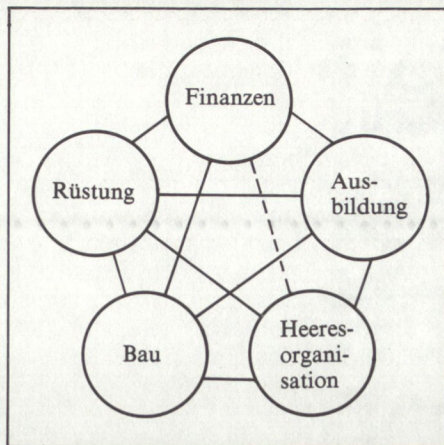 Finanzen
Rüstung
Aus-
bildung
Bau
Heeres-
organi-
sation